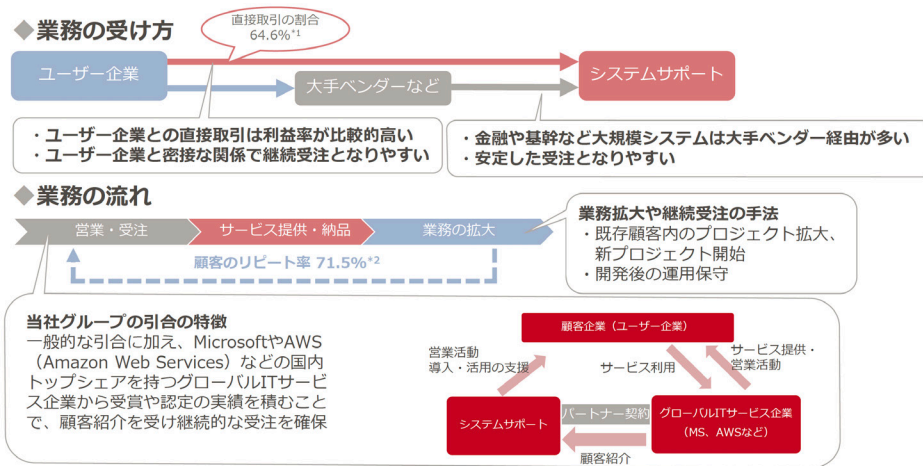 ◆業務の受け方
直接取引の割合
64.6%*1
ユーザー企業
大手ベンダーなど
システムサポート
・ユーザー企業との直接取引は利益率が比較的高い
・ユーザー企業と密接な関係で継続受注となりやすい
・金融や基幹など大規模システムは大手ベンダー経由が多い
・安定した受注となりやすい
◆業務の流れ
営業・受注
サービス提供・納品
業務の拡大
顧客のリピート率 71.5%*2
業務拡大や継続受注の手法
・既存顧客内のプロジェクト拡大、
新プロジェクト開始
・開発後の運用保守
当社グループの引合の特徴
一般的な引合に加え、MicrosoftやAWS
（Amazon Web Services）などの国内
トップシェアを持つグローバルITサービ
ス企業から受賞や認定の実績を積むこと
で、顧客紹介を受け継続的な受注を確保
顧客企業（ユーザー企業）
営業活動
導入・活用の支援
サービス利用
サービス提供・
営業活動
システムサポート
パートナー契約
グローバルITサービス企業
（MS、AWSなど）
顧客紹介